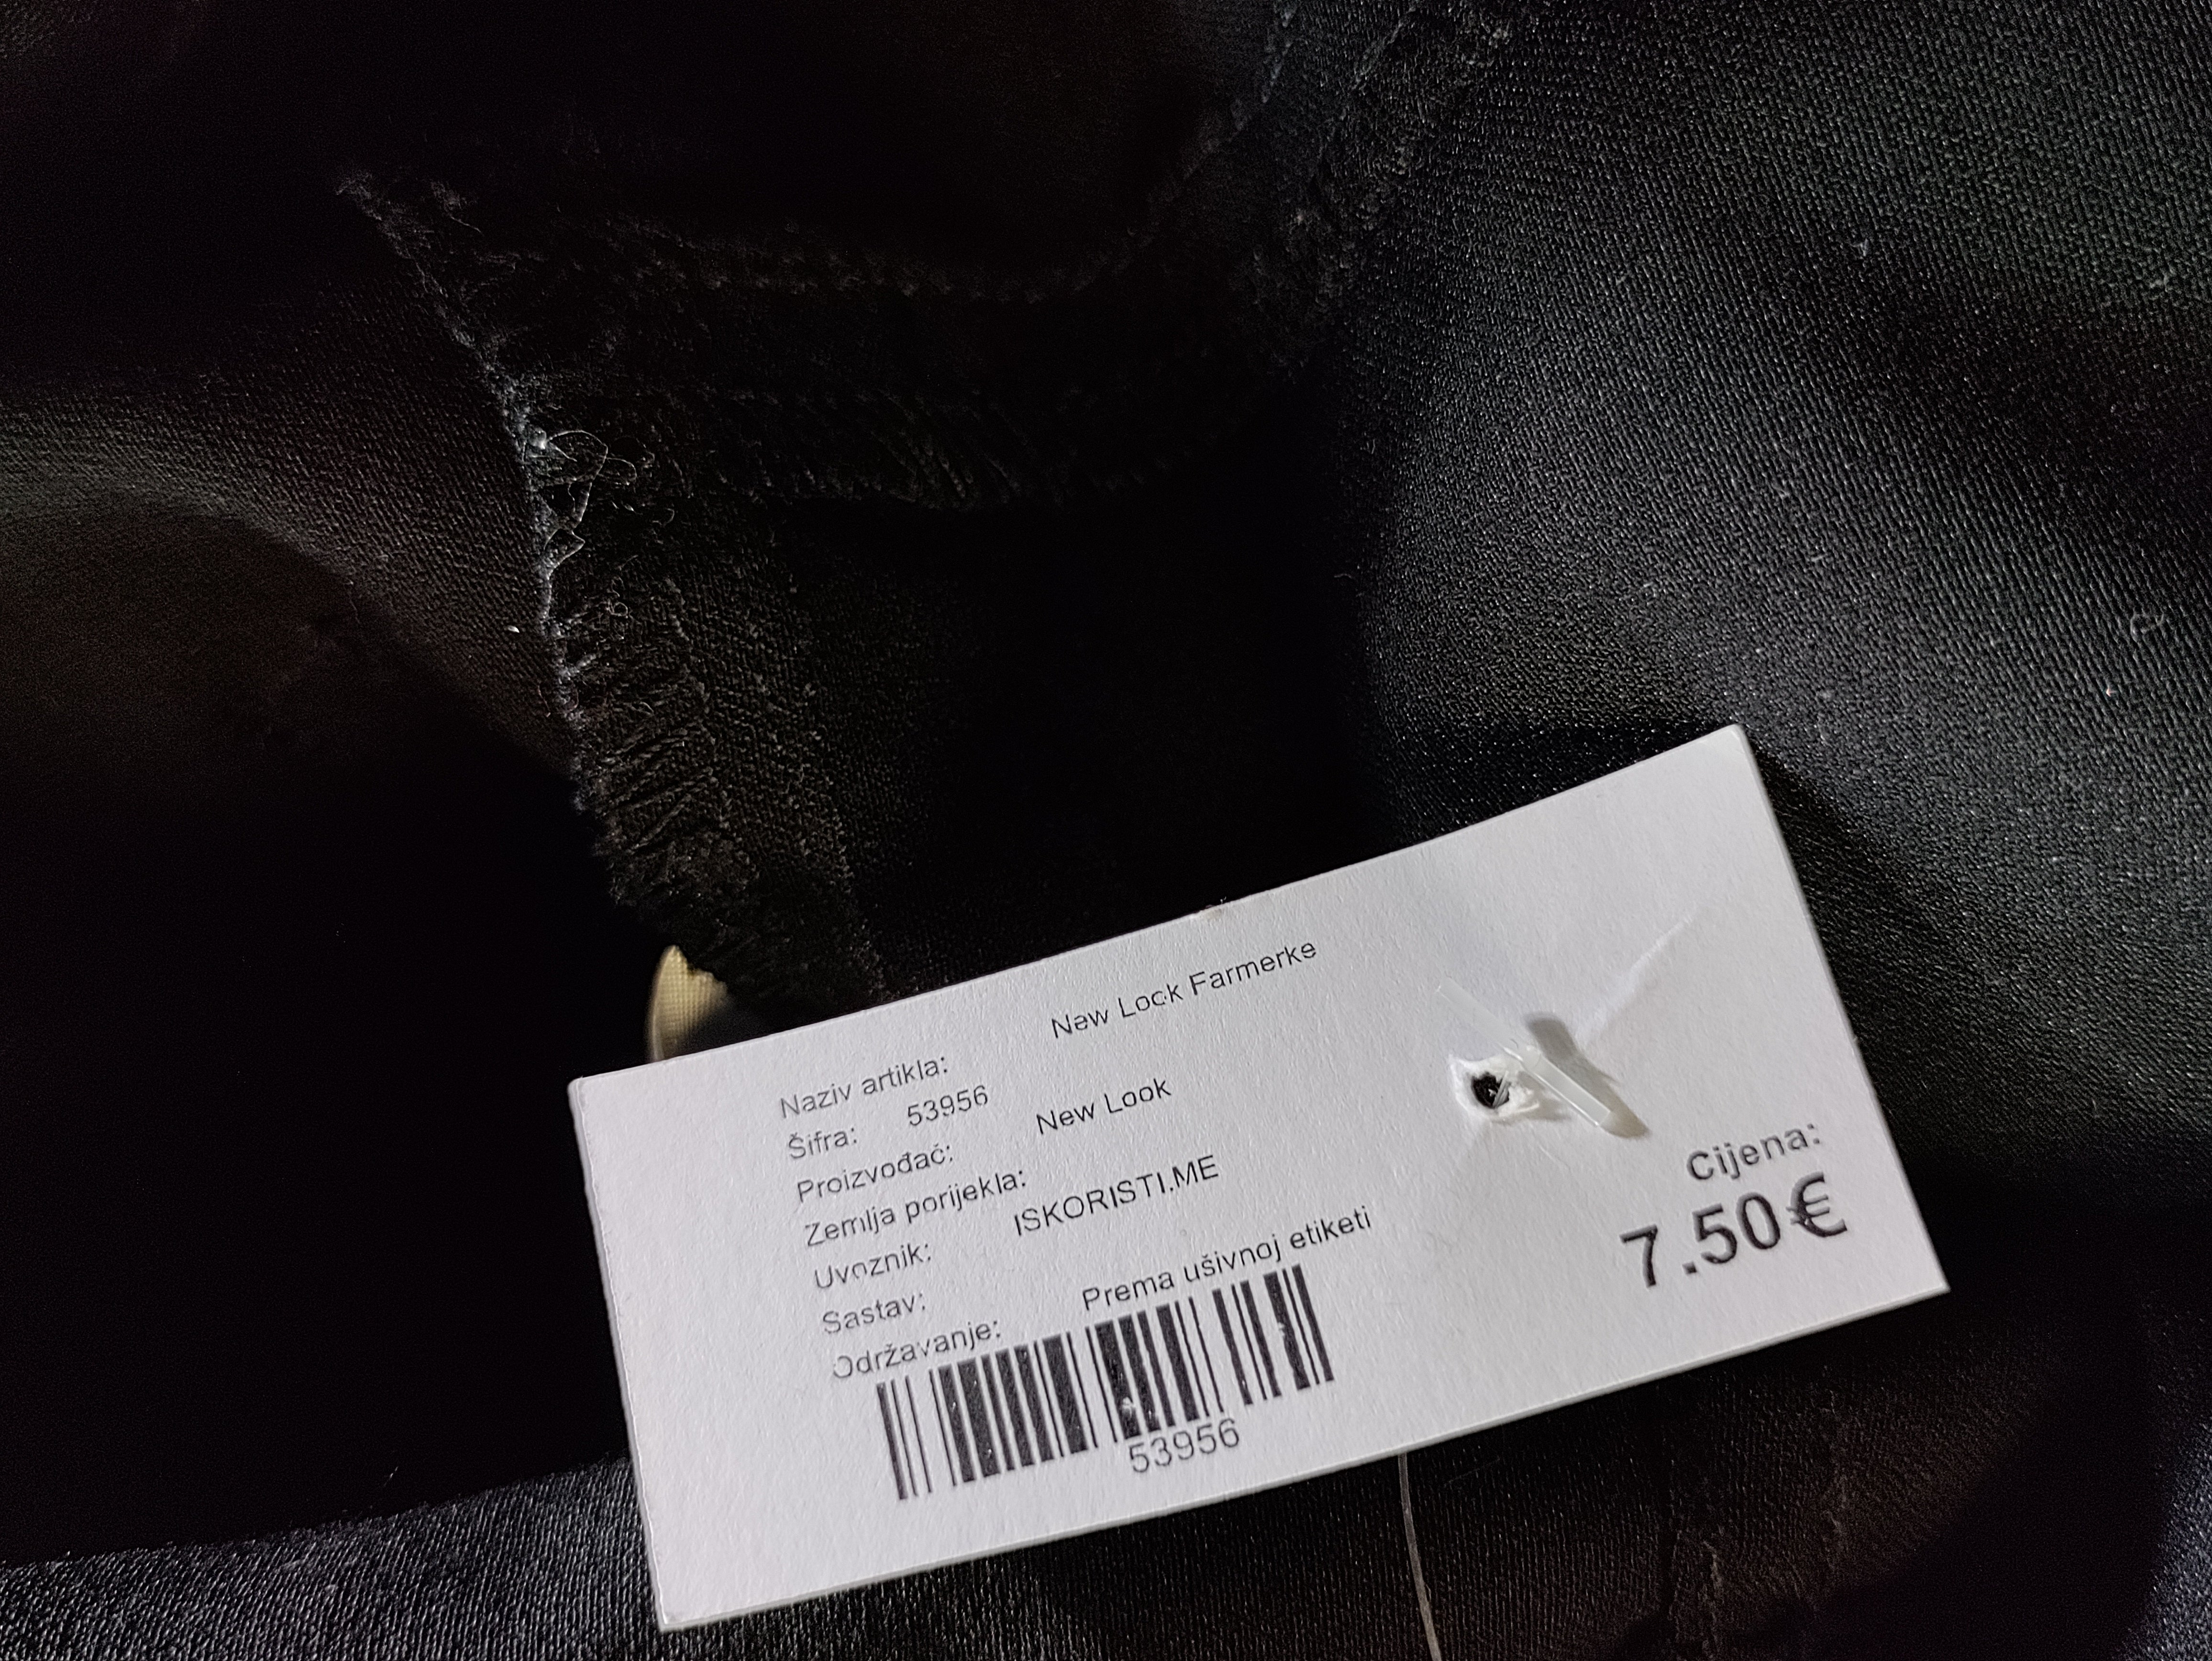 Naziv artikla: New Lock Farmerke
Šifra: 53956
Proizvođač: New Look
Zemlja porijekla:
Uvoznik: ISKORISTI.ME
Sastav:
Održavanje: Prema ušivnoj etiketi
53956
Cijena:
7.50€